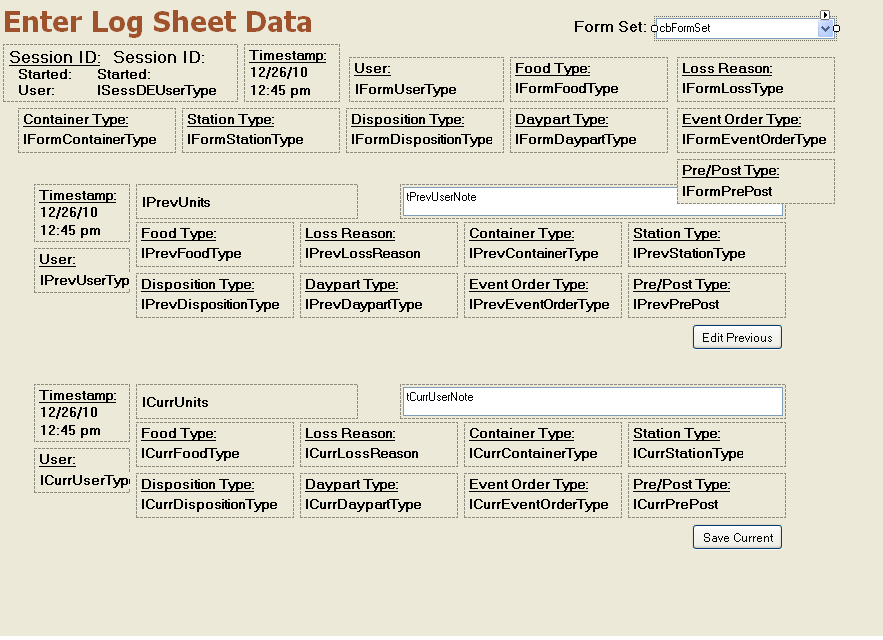 Enter Log Sheet Data
Form Set: cbFormSet
Session ID: Session ID:
Started: Started:
User: lSessDEUserType
Timestamp:
12/26/10
12:45 pm
User:
lFormUserType
Food Type:
lFormFoodType
Loss Reason:
lFormLossType
Container Type:
lFormContainerType
Station Type:
lFormStationType
Disposition Type:
lFormDispositionType
Daypart Type:
lFormDaypartType
Event Order Type:
lFormEventOrderType
Pre/Post Type:
lFormPrePost
Timestamp:
12/26/10
12:45 pm
User:
lPrevUserTyp
lPrevUnits
tPrevUserNote
Food Type:
lPrevFoodType
Loss Reason:
lPrevLossReason
Container Type:
lPrevContainerType
Station Type:
lPrevStationType
Disposition Type:
lPrevDispositionType
Daypart Type:
lPrevDaypartType
Event Order Type:
lPrevEventOrderType
Pre/Post Type:
lPrevPrePost
Edit Previous
Timestamp:
12/26/10
12:45 pm
User:
lCurrUserTyp
lCurrUnits
tCurrUserNote
Food Type:
lCurrFoodType
Loss Reason:
lCurrLossReason
Container Type:
lCurrContainerType
Station Type:
lCurrStationType
Disposition Type:
lCurrDispositionType
Daypart Type:
lCurrDaypartType
Event Order Type:
lCurrEventOrderType
Pre/Post Type:
lCurrPrePost
Save Current